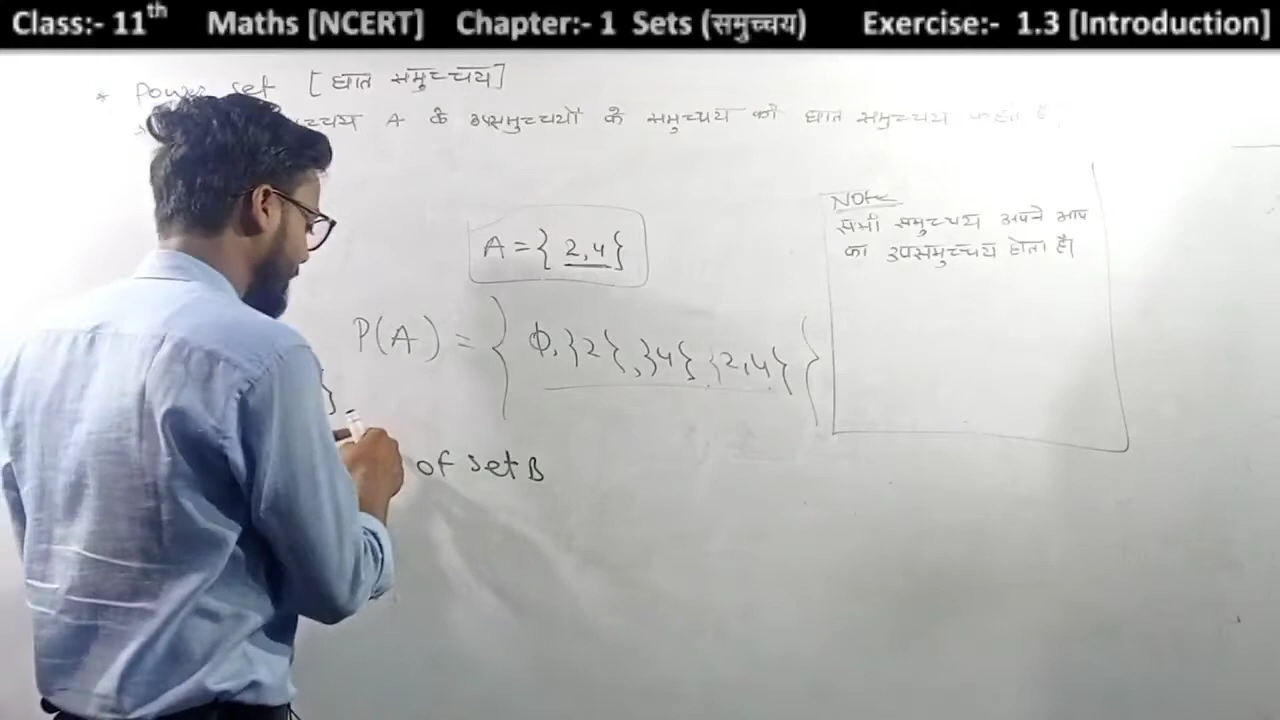 Class:- 11th Maths [NCERT] Chapter:- 1 Sets (समुच्चय) Exercise:- 1.3 [Introduction]
* Power set [घात समुच्चय]
A के उपसमुच्चयों के समुच्चय को घात समुच्चय कहते है
NOte
सभी समुच्चय अपने आप
का उपसमुच्चय होता है।
A = { 2,4 }
P(A) = { ϕ, {2}, {4} {2,4} }
}
of set B